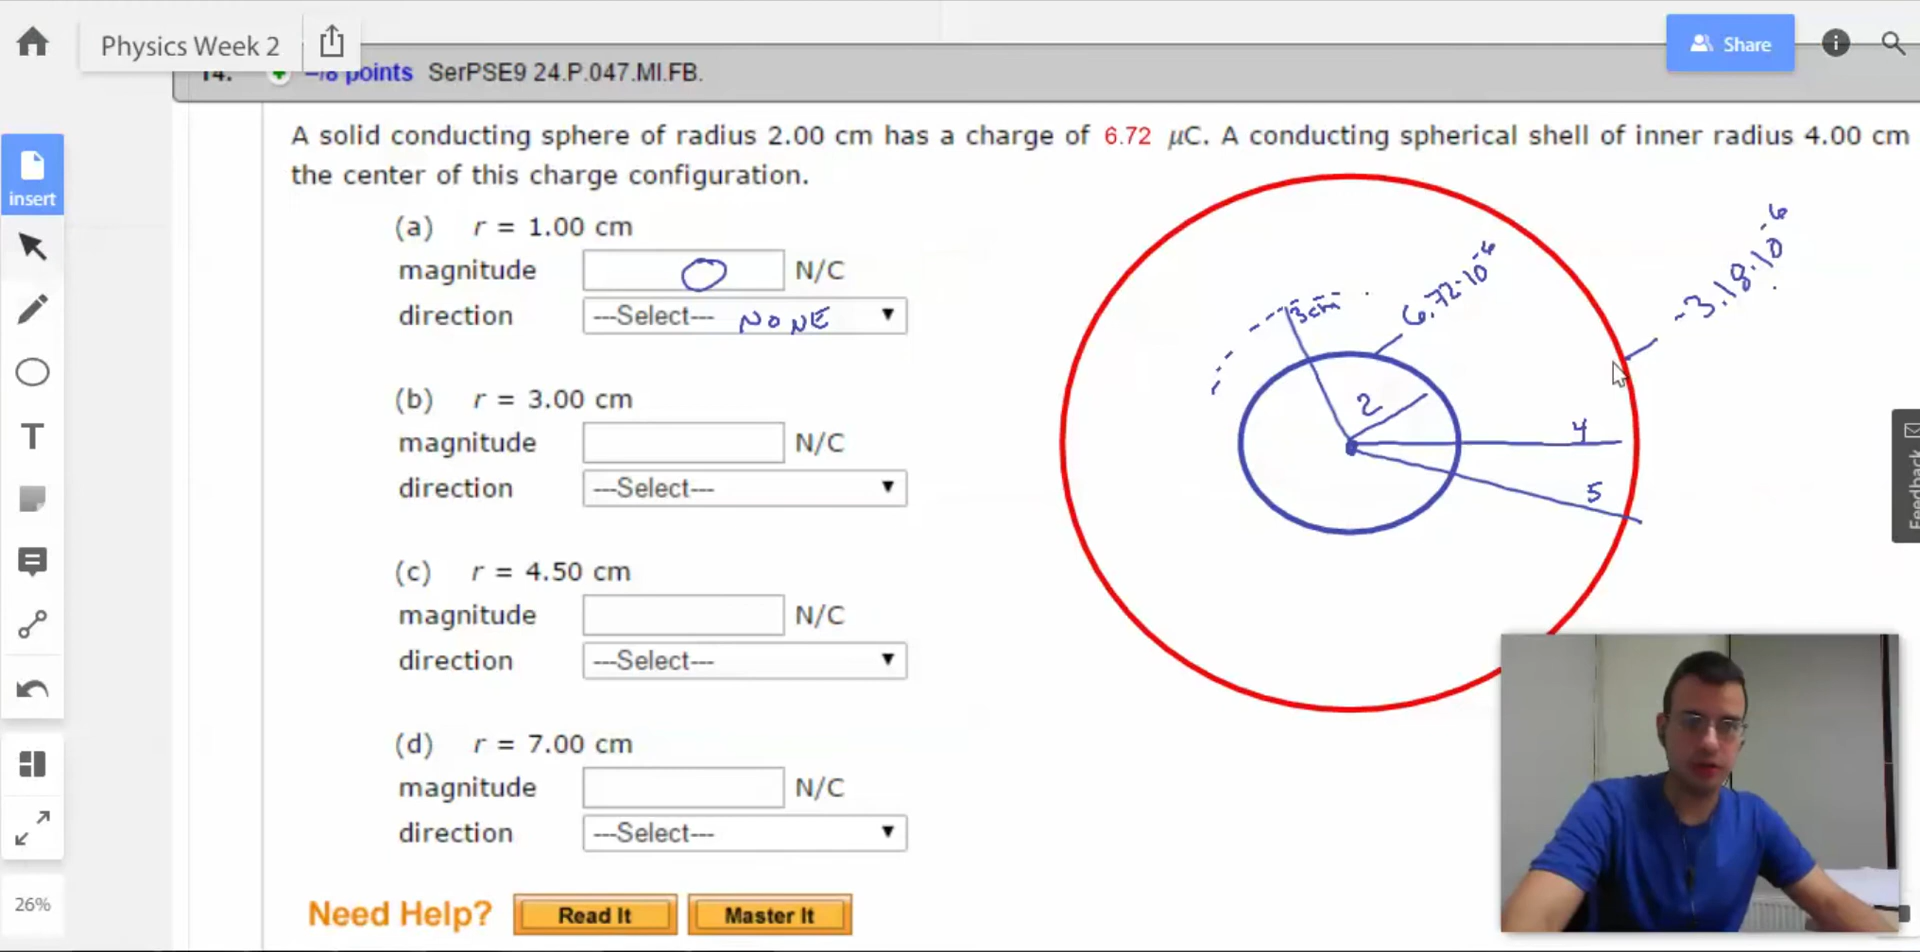 Physics Week 2
Share
14. -/8 points SerPSE9 24.P.047.MI.FB.
insert
A solid conducting sphere of radius 2.00 cm has a charge of 6.72 μC. A conducting spherical shell of inner radius 4.00 cm
the center of this charge configuration.
(a) r = 1.00 cm
magnitude 0 N/C
direction ---Select--- NONE
(b) r = 3.00 cm
magnitude N/C
direction ---Select---
(c) r = 4.50 cm
magnitude N/C
direction ---Select---
(d) r = 7.00 cm
magnitude N/C
direction ---Select---
Need Help? Read It Master It
3cm
6.72·10^-6
-3.18·10^-6
2
4
5
T
Feedback
26%